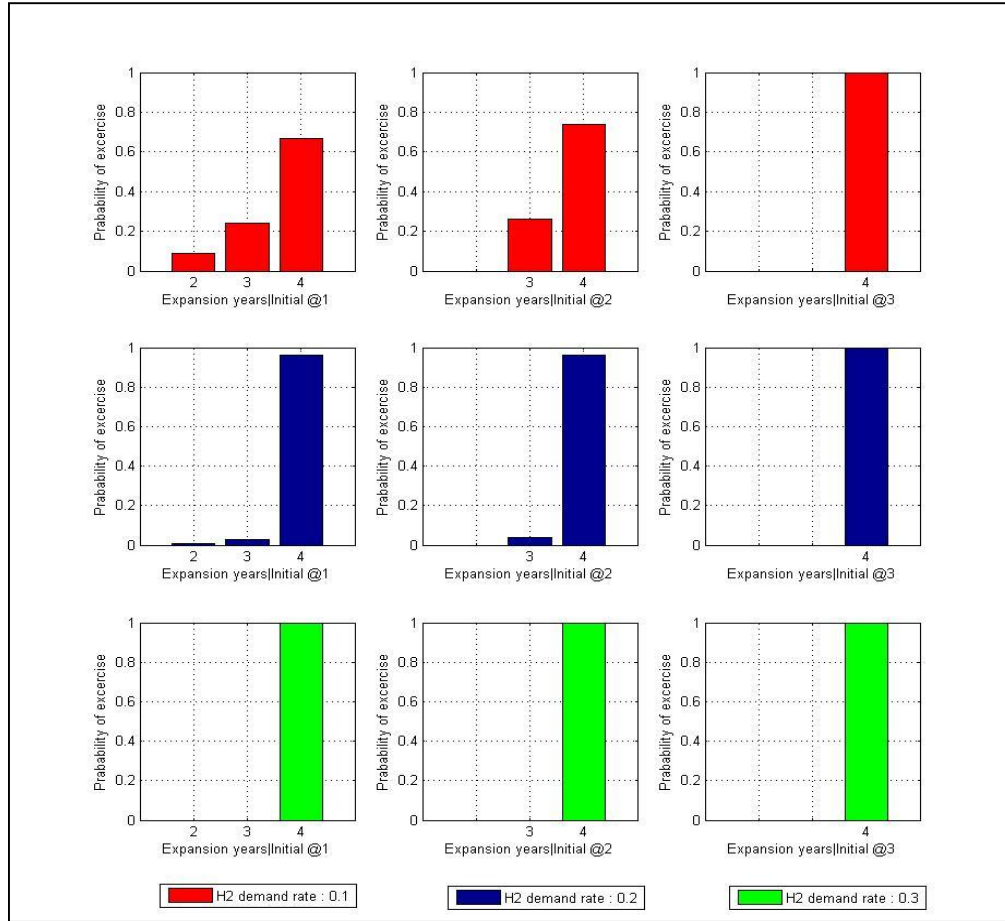 1
0.8
0.6
0.4
0.2
0
Prabability of excercise
2 3 4
Expansion years|Initial @1
1
0.8
0.6
0.4
0.2
0
Prabability of excercise
3 4
Expansion years|Initial @2
1
0.8
0.6
0.4
0.2
0
Prabability of excercise
4
Expansion years|Initial @3
1
0.8
0.6
0.4
0.2
0
Prabability of excercise
2 3 4
Expansion years|Initial @1
1
0.8
0.6
0.4
0.2
0
Prabability of excercise
3 4
Expansion years|Initial @2
1
0.8
0.6
0.4
0.2
0
Prabability of excercise
4
Expansion years|Initial @3
1
0.8
0.6
0.4
0.2
0
Prabability of excercise
2 3 4
Expansion years|Initial @1
1
0.8
0.6
0.4
0.2
0
Prabability of excercise
3 4
Expansion years|Initial @2
1
0.8
0.6
0.4
0.2
0
Prabability of excercise
4
Expansion years|Initial @3
H2 demand rate : 0.1
H2 demand rate : 0.2
H2 demand rate : 0.3